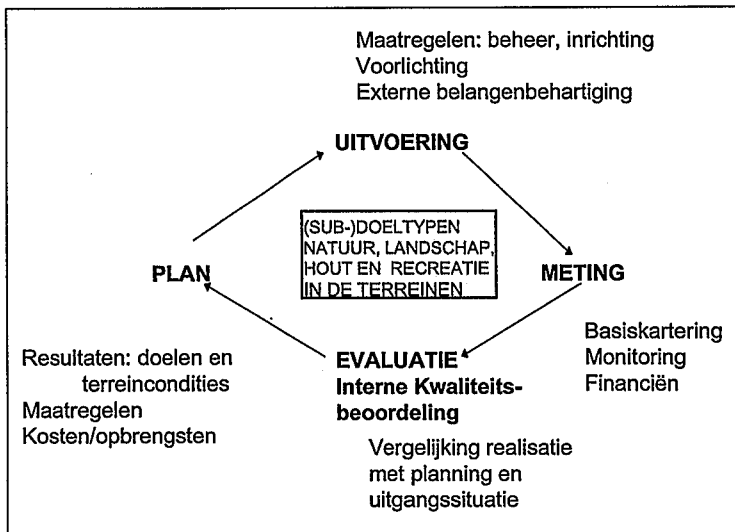 Maatregelen: beheer, inrichting
Voorlichting
Externe belangenbehartiging
UITVOERING
(SUB-)DOELTYPEN
NATUUR, LANDSCHAP,
HOUT EN RECREATIE
IN DE TERREINEN
PLAN
METING
Resultaten: doelen en
terreincondities
Maatregelen
Kosten/opbrengsten
EVALUATIE
Interne Kwaliteits-
beoordeling
Vergelijking realisatie
met planning en
uitgangssituatie
Basiskartering
Monitoring
Financiën